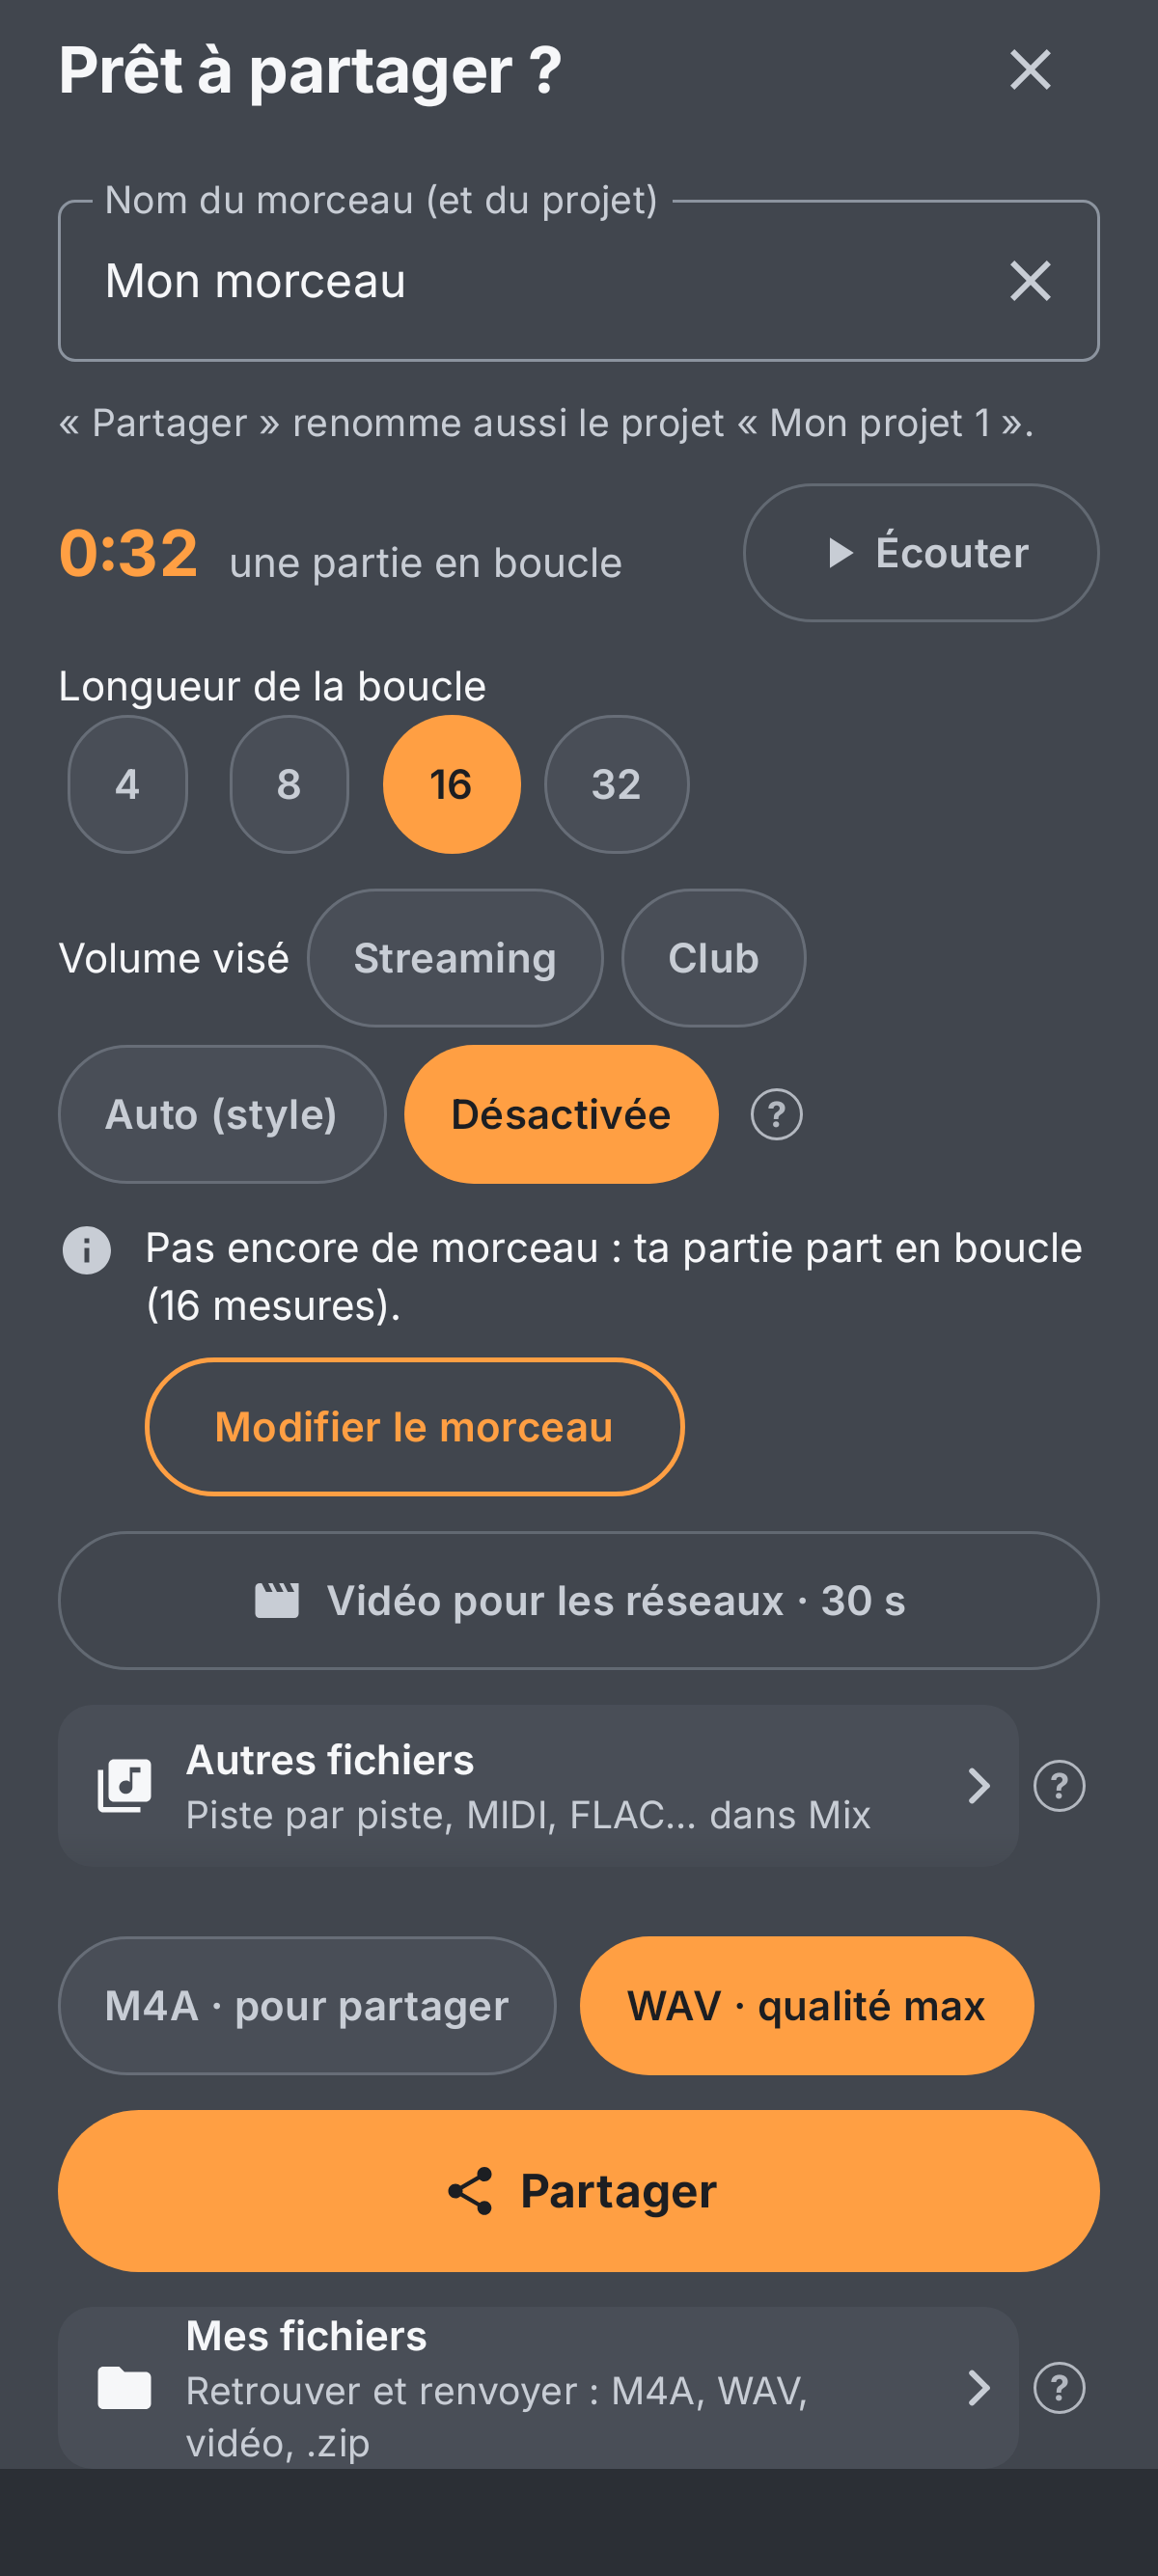 Prêt à partager ?
Nom du morceau (et du projet)
Mon morceau
« Partager » renomme aussi le projet « Mon projet 1 ».
0:32 une partie en boucle
Écouter
Longueur de la boucle
4 8 16 32
Volume visé Streaming Club
Auto (style) Désactivée ?
Pas encore de morceau : ta partie part en boucle
(16 mesures).
Modifier le morceau
Vidéo pour les réseaux · 30 s
Autres fichiers
Piste par piste, MIDI, FLAC… dans Mix
?
M4A · pour partager WAV · qualité max
Partager
Mes fichiers
Retrouver et renvoyer : M4A, WAV,
vidéo, .zip
?